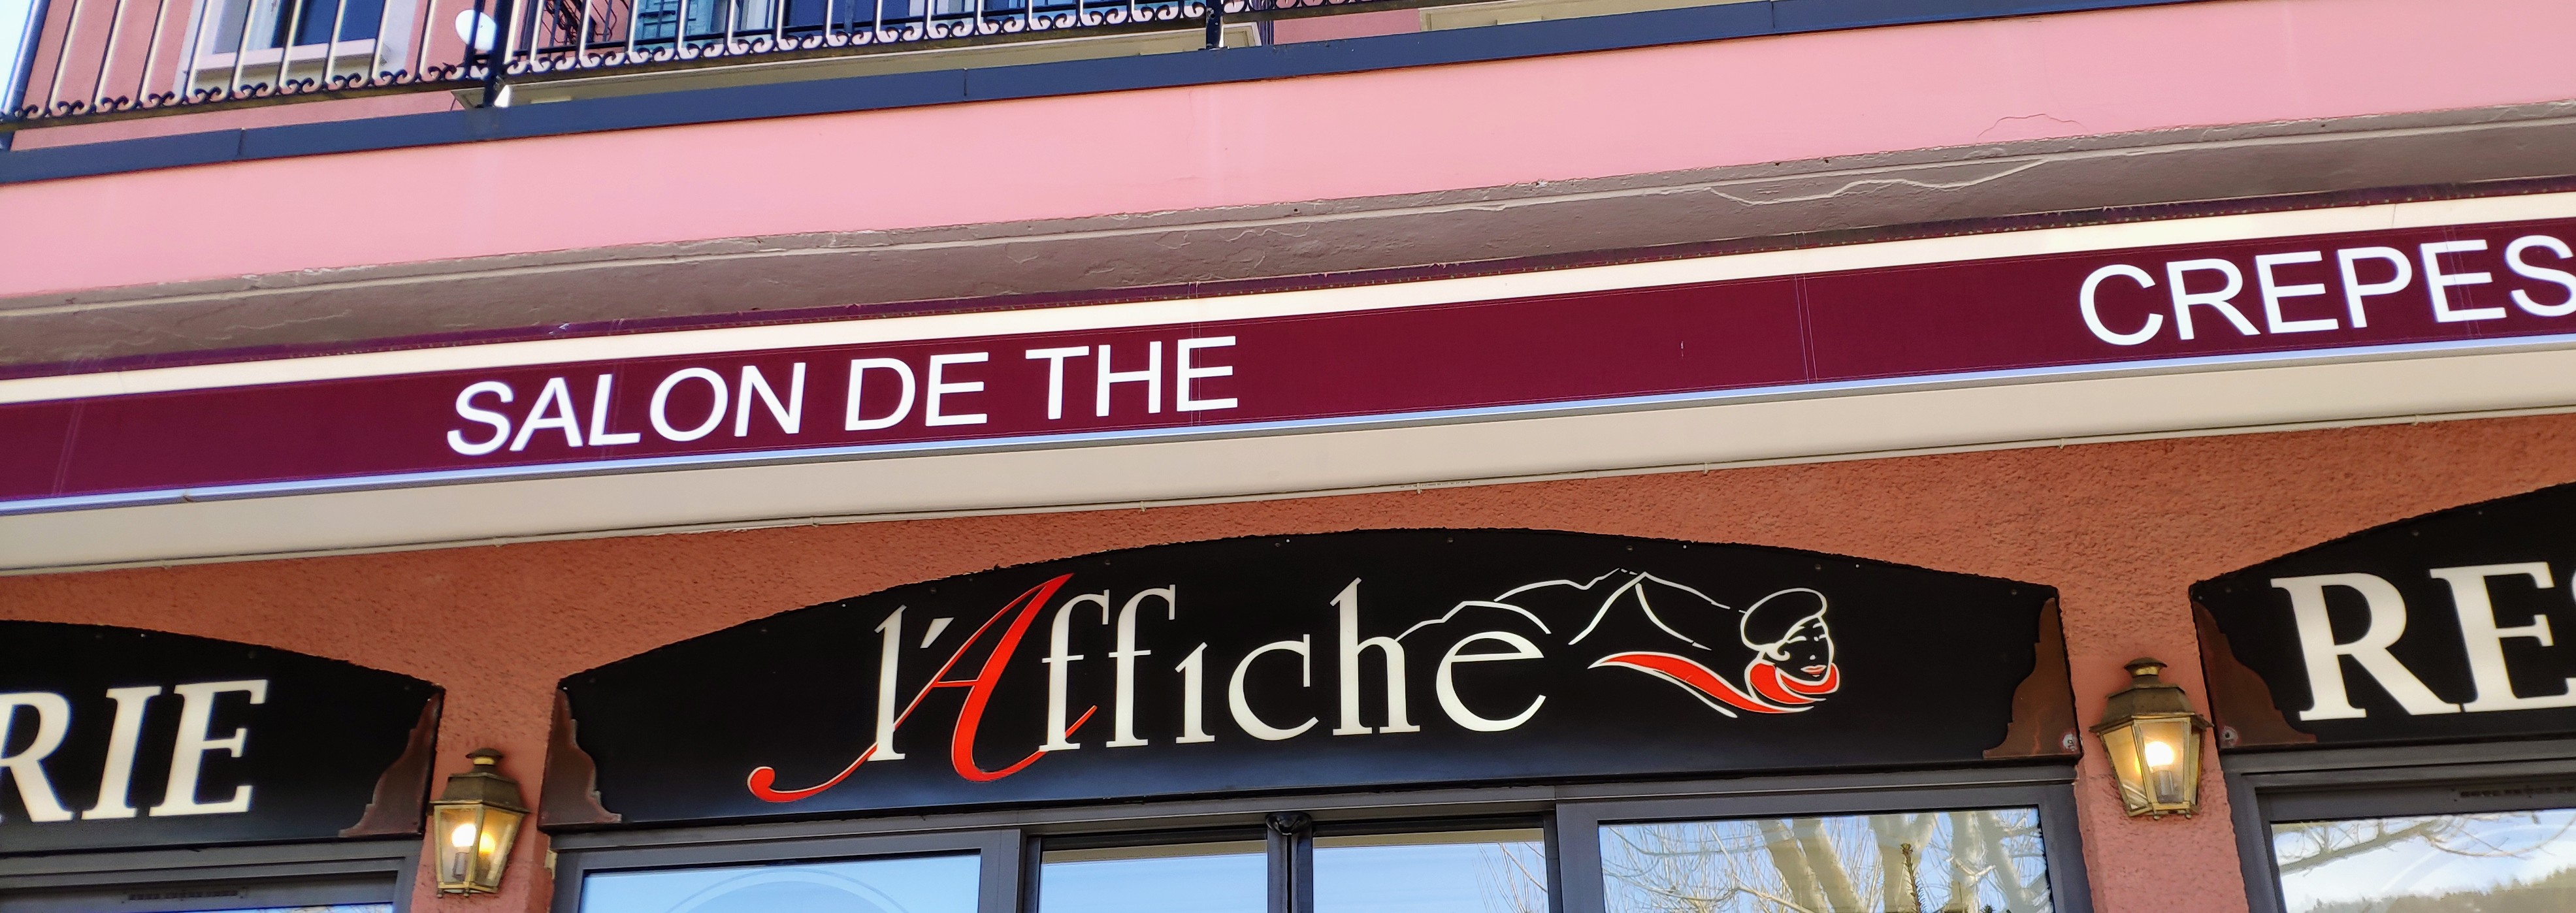 SALON DE THE
CREPES
RIE
l'Affiche
RES